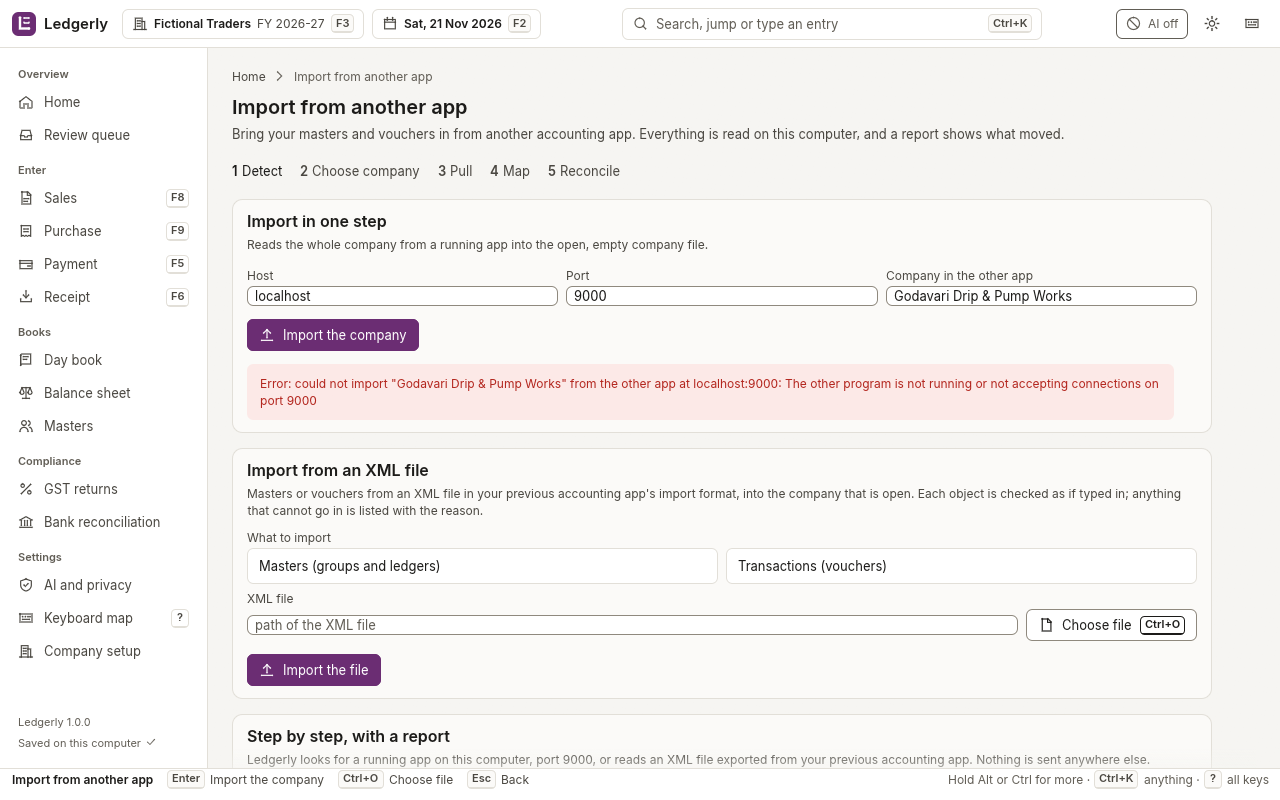 Ledgerly
Fictional Traders FY 2026-27 F3
Sat, 21 Nov 2026 F2
Search, jump or type an entry Ctrl+K
AI off
Overview
Home
Review queue
Enter
Sales F8
Purchase F9
Payment F5
Receipt F6
Books
Day book
Balance sheet
Masters
Compliance
GST returns
Bank reconciliation
Settings
AI and privacy
Keyboard map ?
Company setup
Ledgerly 1.0.0
Saved on this computer
Home Import from another app
Import from another app
Bring your masters and vouchers in from another accounting app. Everything is read on this computer, and a report shows what moved.
1 Detect 2 Choose company 3 Pull 4 Map 5 Reconcile
Import in one step
Reads the whole company from a running app into the open, empty company file.
Host Port Company in the other app
localhost 9000 Godavari Drip & Pump Works
Import the company
Error: could not import "Godavari Drip & Pump Works" from the other app at localhost:9000: The other program is not running or not accepting connections on
port 9000
Import from an XML file
Masters or vouchers from an XML file in your previous accounting app's import format, into the company that is open. Each object is checked as if typed in; anything
that cannot go in is listed with the reason.
What to import
Masters (groups and ledgers) Transactions (vouchers)
XML file
path of the XML file Choose file Ctrl+O
Import the file
Step by step, with a report
Ledgerly looks for a running app on this computer, port 9000, or reads an XML file exported from your previous accounting app. Nothing is sent anywhere else.
Import from another app Enter Import the company Ctrl+O Choose file Esc Back
Hold Alt or Ctrl for more · Ctrl+K anything · ? all keys